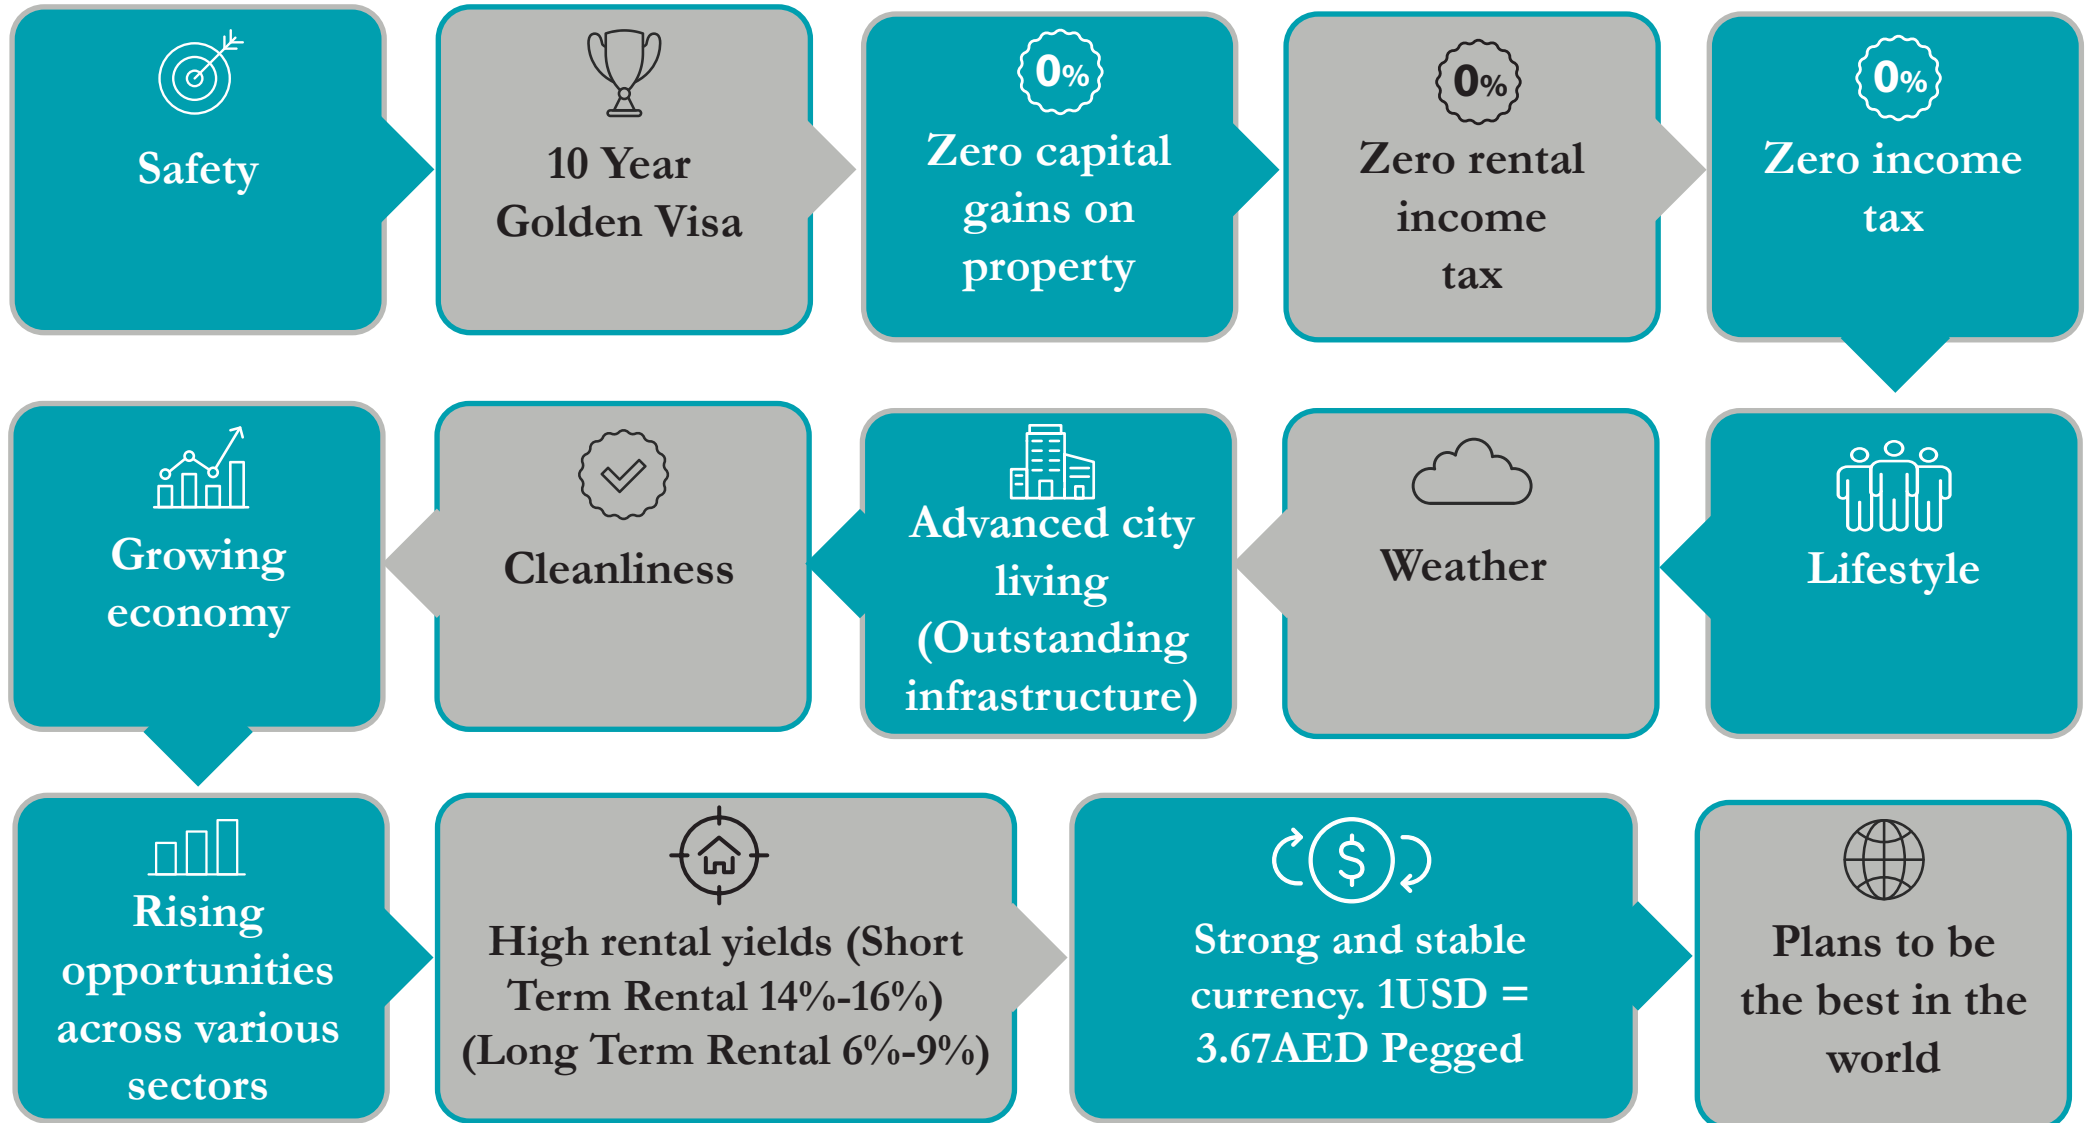 Safety
10 Year
Golden Visa
0%
Zero capital
gains on
property
0%
Zero rental
income
tax
0%
Zero income
tax
Lifestyle
Weather
Advanced city
living
(Outstanding
infrastructure)
Cleanliness
Growing
economy
Rising
opportunities
across various
sectors
High rental yields (Short
Term Rental 14%-16%)
(Long Term Rental 6%-9%)
$
Strong and stable
currency. 1USD =
3.67AED Pegged
Plans to be
the best in the
world